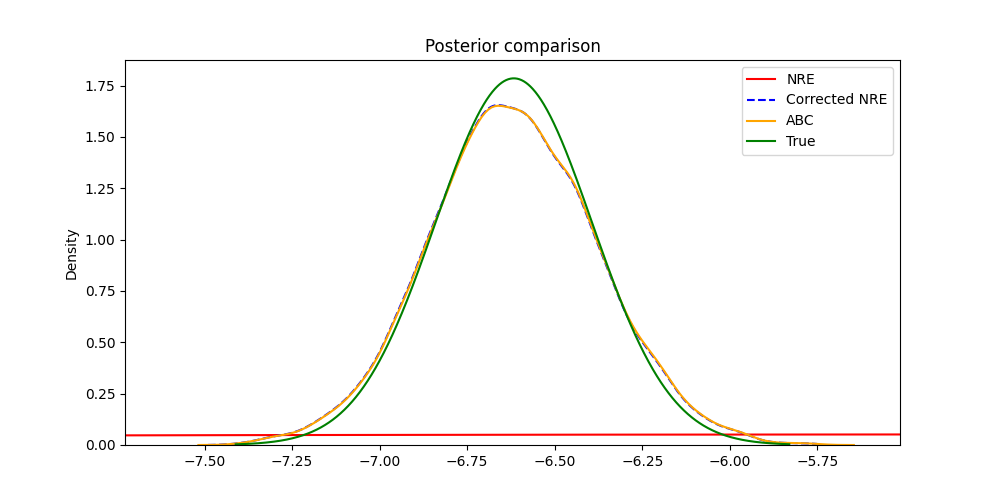 Posterior comparison
NRE
Corrected NRE
ABC
True
Density
1.75
1.50
1.25
1.00
0.75
0.50
0.25
0.00
−7.50 −7.25 −7.00 −6.75 −6.50 −6.25 −6.00 −5.75